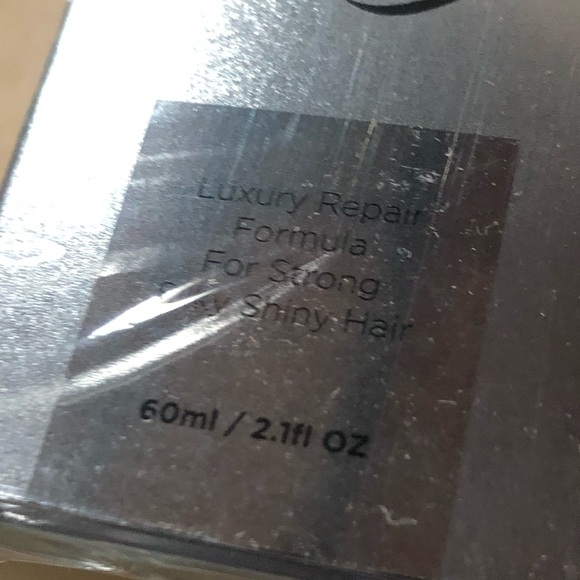 Luxury Repair
Formula
For Strong
Shiny Hair
60ml / 2.1fl OZ